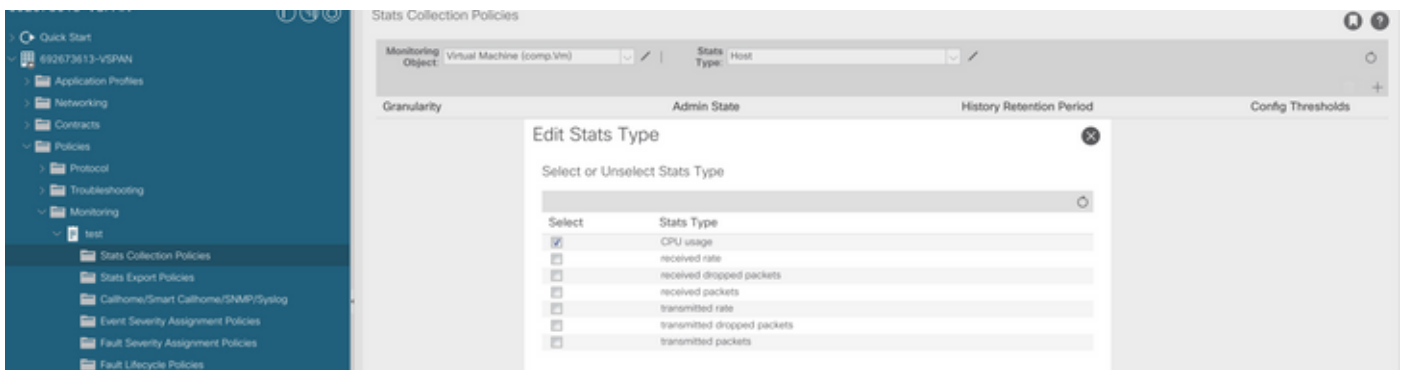 Stats Collection Policies
Quick Start
692673613-VSPAN
Monitoring Object: Virtual Machine (comp.Vm)
Stats Type: Host
Application Profiles
Networking
Granularity Admin State History Retention Period Config Thresholds
Contracts
Policies
Edit Stats Type
Protocol
Select or Unselect Stats Type
Troubleshooting
Monitoring
test
Select Stats Type
CPU usage
Stats Collection Policies
received rate
Stats Export Policies
received dropped packets
received packets
Callhome/Smart Callhome/SNMP/Syslog
transmitted rate
Event Severity Assignment Policies
transmitted dropped packets
Fault Severity Assignment Policies
transmitted packets
Fault Lifecycle Policies